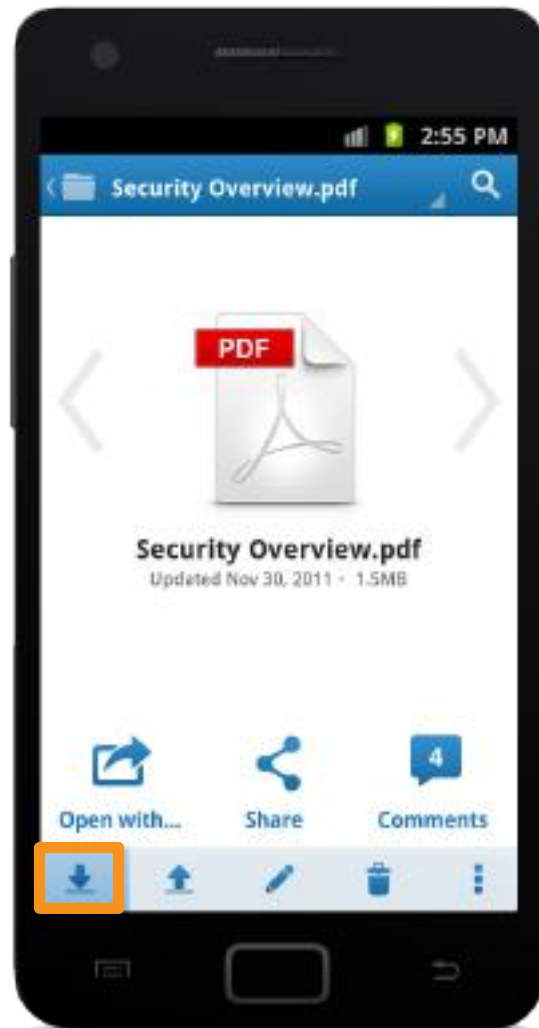 2:55 PM
Security Overview.pdf
PDF
Security Overview.pdf
Updated Nov 30, 2011 · 1.5MB
4
Open with... Share Comments